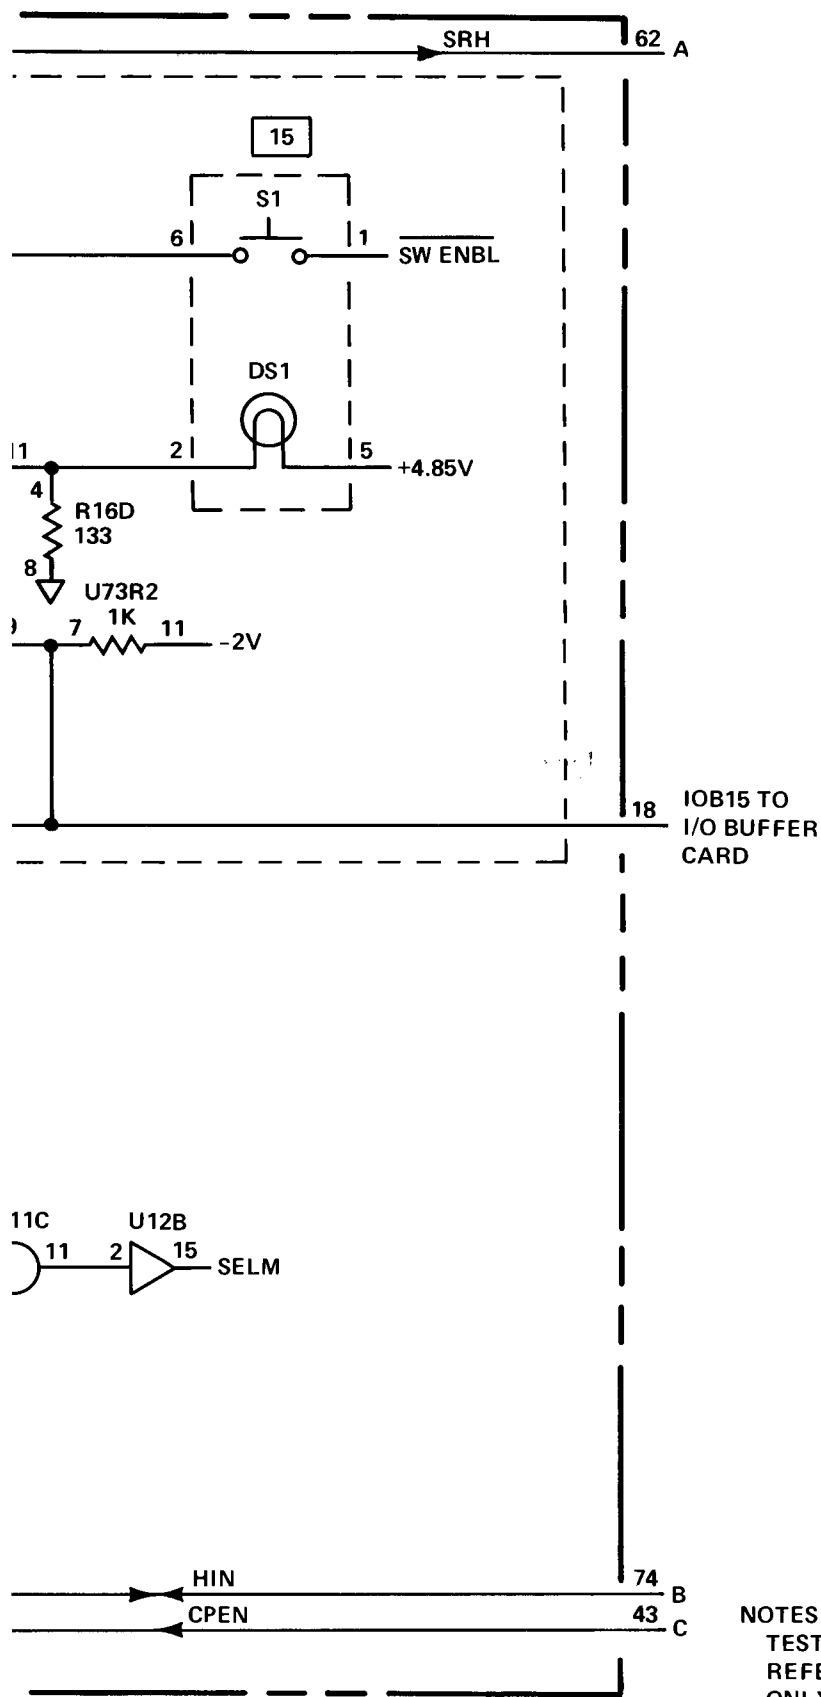 SRH 62 A
15
S1
6 1
SW ENBL
DS1
11 2 5 +4.85V
4
R16D
133
8
U73R2
1K
7 11 -2V
18 IOB15 TO
I/O BUFFER
CARD
11C U12B
11 2 15 SELM
HIN 74 B
CPEN 43 C
NOTES
TEST